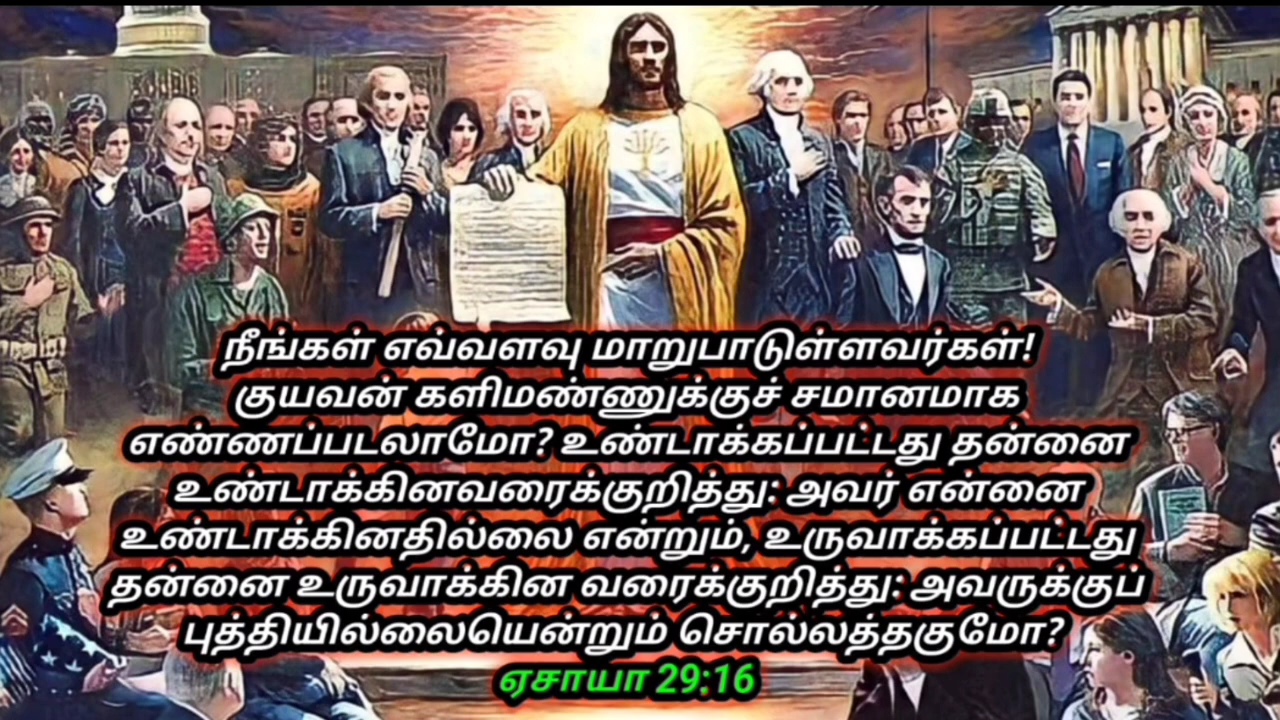 நீங்கள் எவ்வளவு மாறுபாடுள்ளவர்கள்!
குயவன் களிமண்ணுக்குச் சமானமாக
எண்ணப்படலாமோ? உண்டாக்கப்பட்டது தன்னை
உண்டாக்கினவரைக்குறித்து: அவர் என்னை
உண்டாக்கினதில்லை என்றும், உருவாக்கப்பட்டது
தன்னை உருவாக்கின வரைக்குறித்து: அவருக்குப்
புத்தியில்லையென்றும் சொல்லத்தகுமோ?
ஏசாயா 29:16